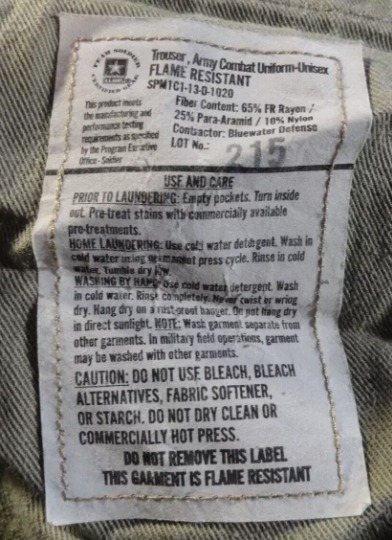 TEAM SOLDIER
CERTIFIED GEAR
This product meets
the manufacturing and
performance testing
requirements as specified
by the Program Executive
Office - Soldier
Trouser, Army Combat Uniform-Unisex
FLAME RESISTANT
SPM1C1-13-D-1020
Fiber Content: 65% FR Rayon /
25% Para-Aramid / 10% Nylon
Contractor: Bluewater Defense
LOT No.: 215
USE AND CARE
PRIOR TO LAUNDERING: Empty pockets. Turn inside
out. Pre-treat stains with commercially available
pre-treatments.
HOME LAUNDERING: Use cold water detergent. Wash in
cold water using permanent press cycle. Rinse in cold
water. Tumble dry low.
WASHING BY HAND: Use cold water detergent. Wash
in cold water. Rinse completely. Never twist or wring
dry. Hang dry on a rust-proof hanger. Do not hang dry
in direct sunlight. NOTE: Wash garment separate from
other garments. In military field operations, garment
may be washed with other garments.
CAUTION: DO NOT USE BLEACH, BLEACH
ALTERNATIVES, FABRIC SOFTENER,
OR STARCH. DO NOT DRY CLEAN OR
COMMERCIALLY HOT PRESS.
DO NOT REMOVE THIS LABEL
THIS GARMENT IS FLAME RESISTANT